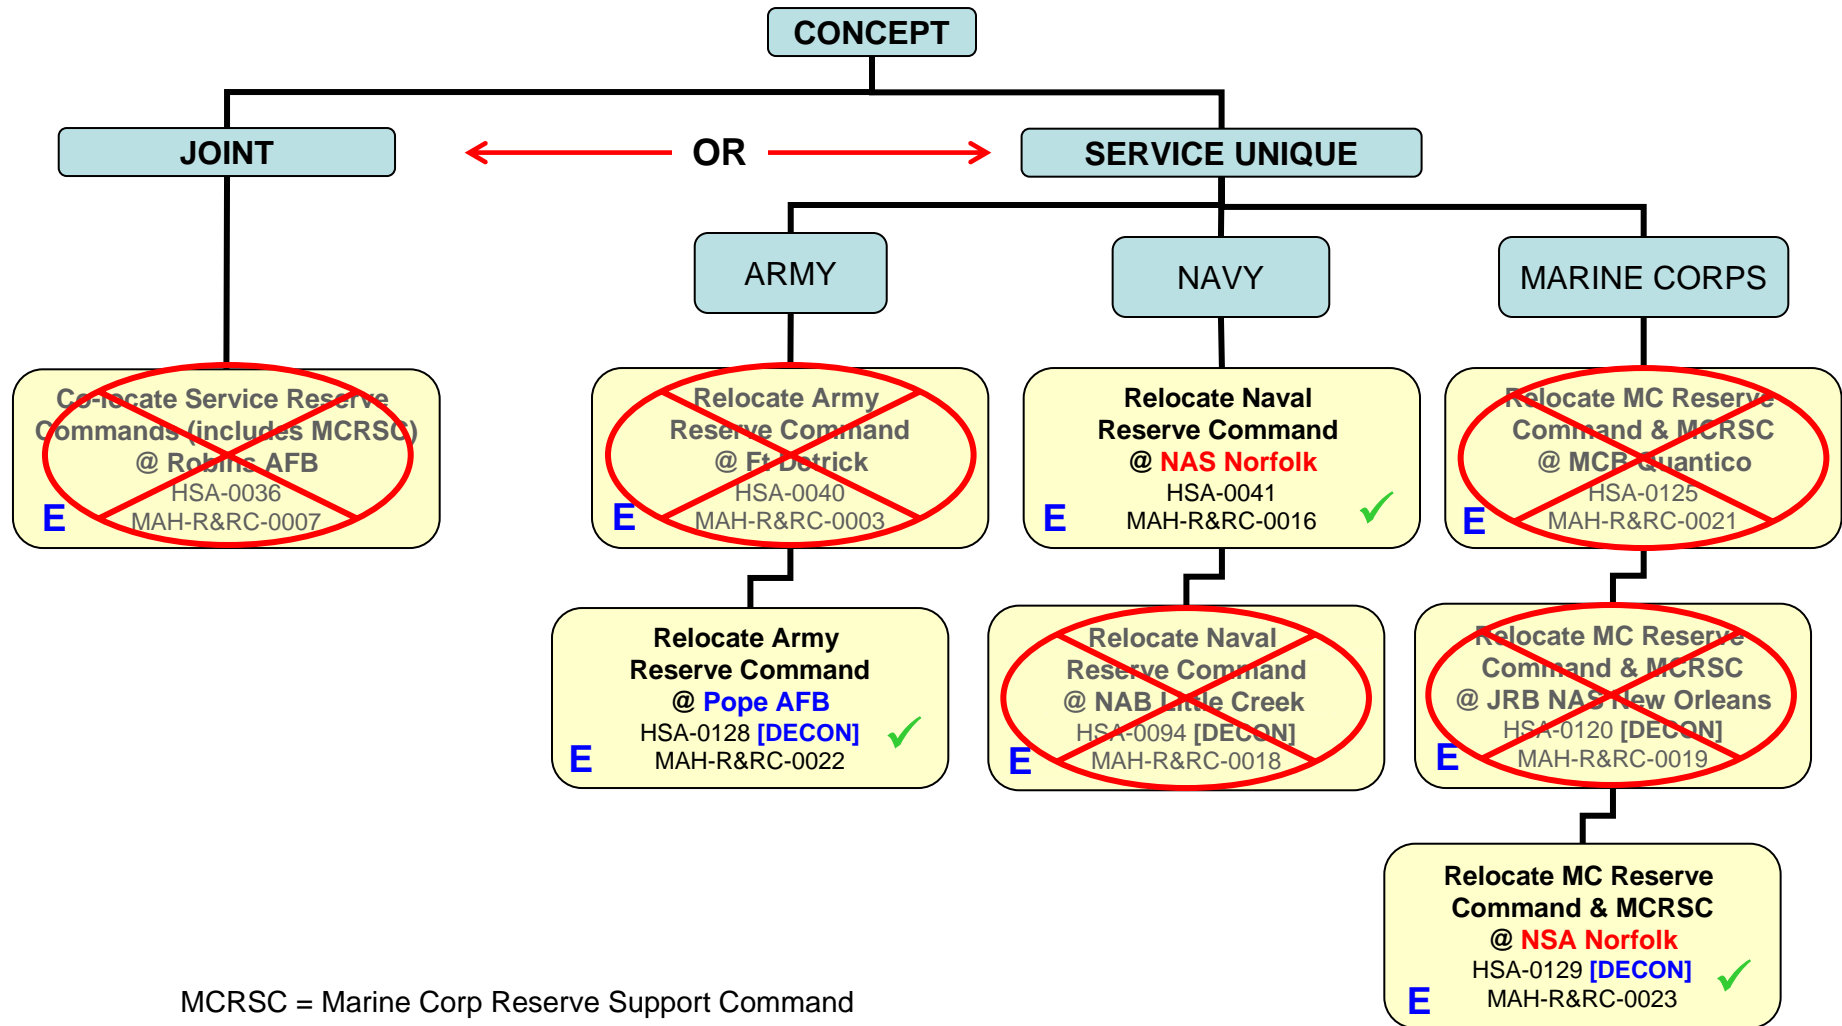 CONCEPT
JOINT
OR
SERVICE UNIQUE
ARMY
NAVY
MARINE CORPS
Co-locate Service Reserve
Commands (includes MCRSC)
@ Robins AFB
HSA-0036
MAH-R&RC-0007
E
Relocate Army
Reserve Command
@ Ft Detrick
HSA-0040
MAH-R&RC-0003
E
Relocate Naval
Reserve Command
@ NAS Norfolk
HSA-0041
MAH-R&RC-0016
E
Relocate MC Reserve
Command & MCRSC
@ MCB Quantico
HSA-0125
MAH-R&RC-0021
E
Relocate Army
Reserve Command
@ Pope AFB
HSA-0128 [DECON]
MAH-R&RC-0022
E
Relocate Naval
Reserve Command
@ NAB Little Creek
HSA-0094 [DECON]
MAH-R&RC-0018
E
Relocate MC Reserve
Command & MCRSC
@ JRB NAS New Orleans
HSA-0120 [DECON]
MAH-R&RC-0019
E
Relocate MC Reserve
Command & MCRSC
@ NSA Norfolk
HSA-0129 [DECON]
MAH-R&RC-0023
E
MCRSC = Marine Corp Reserve Support Command